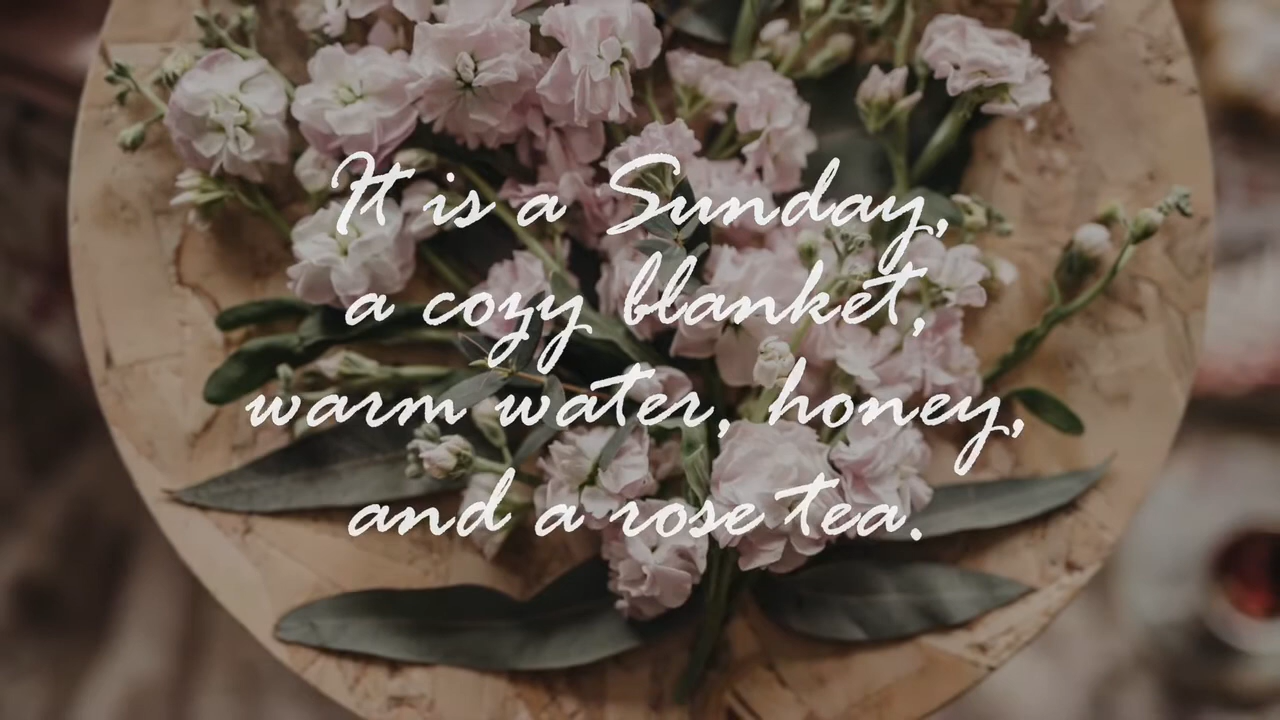 It is a Sunday,
a cozy blanket,
warm water, honey,
and a rose tea.